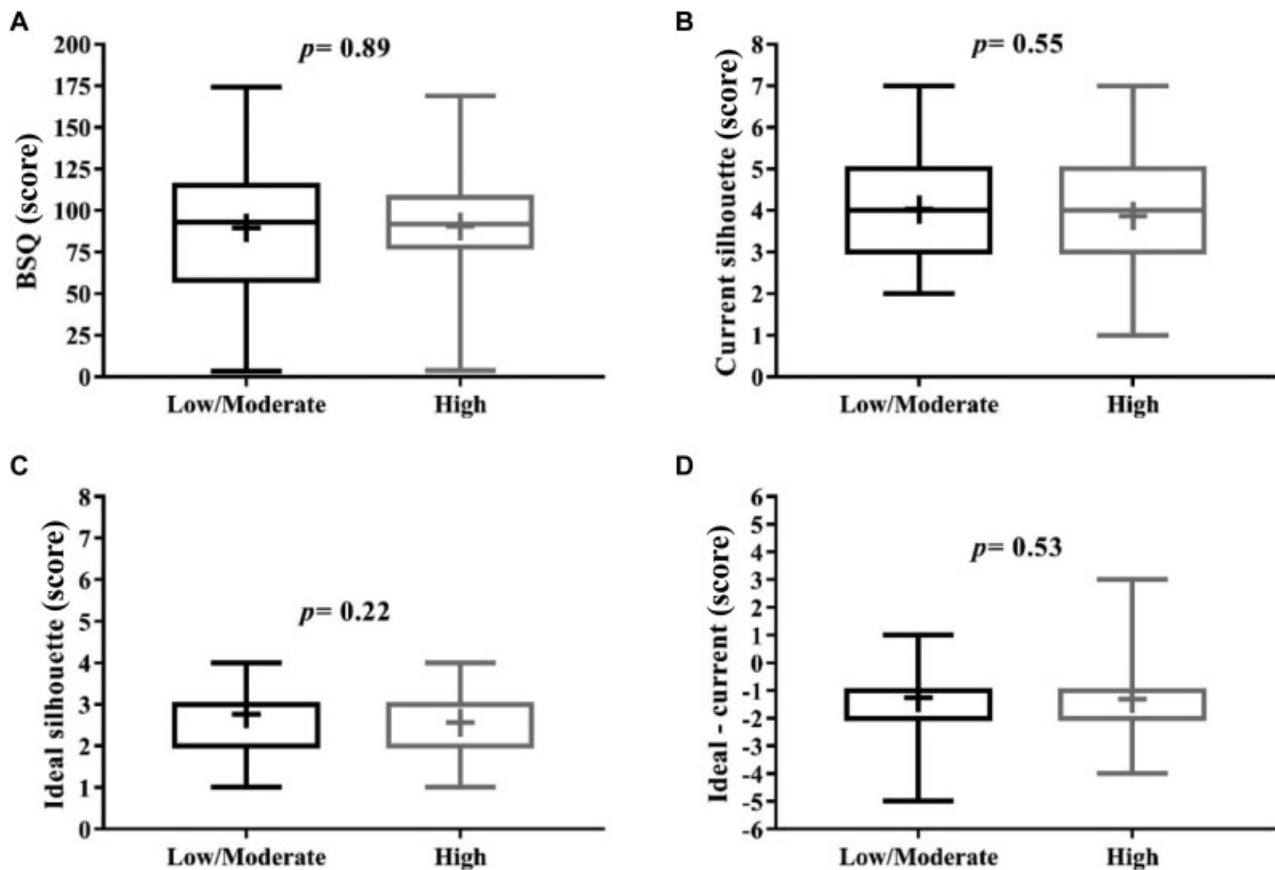 A
BSQ (score)
200
175
150
125
100
75
50
25
0
p= 0.89
Low/Moderate
High
B
Current silhouette (score)
8
7
6
5
4
3
2
1
0
p= 0.55
Low/Moderate
High
C
Ideal silhouette (score)
8
7
6
5
4
3
2
1
0
p= 0.22
Low/Moderate
High
D
Ideal - current (score)
6
5
4
3
2
1
0
-1
-2
-3
-4
-5
-6
p= 0.53
Low/Moderate
High